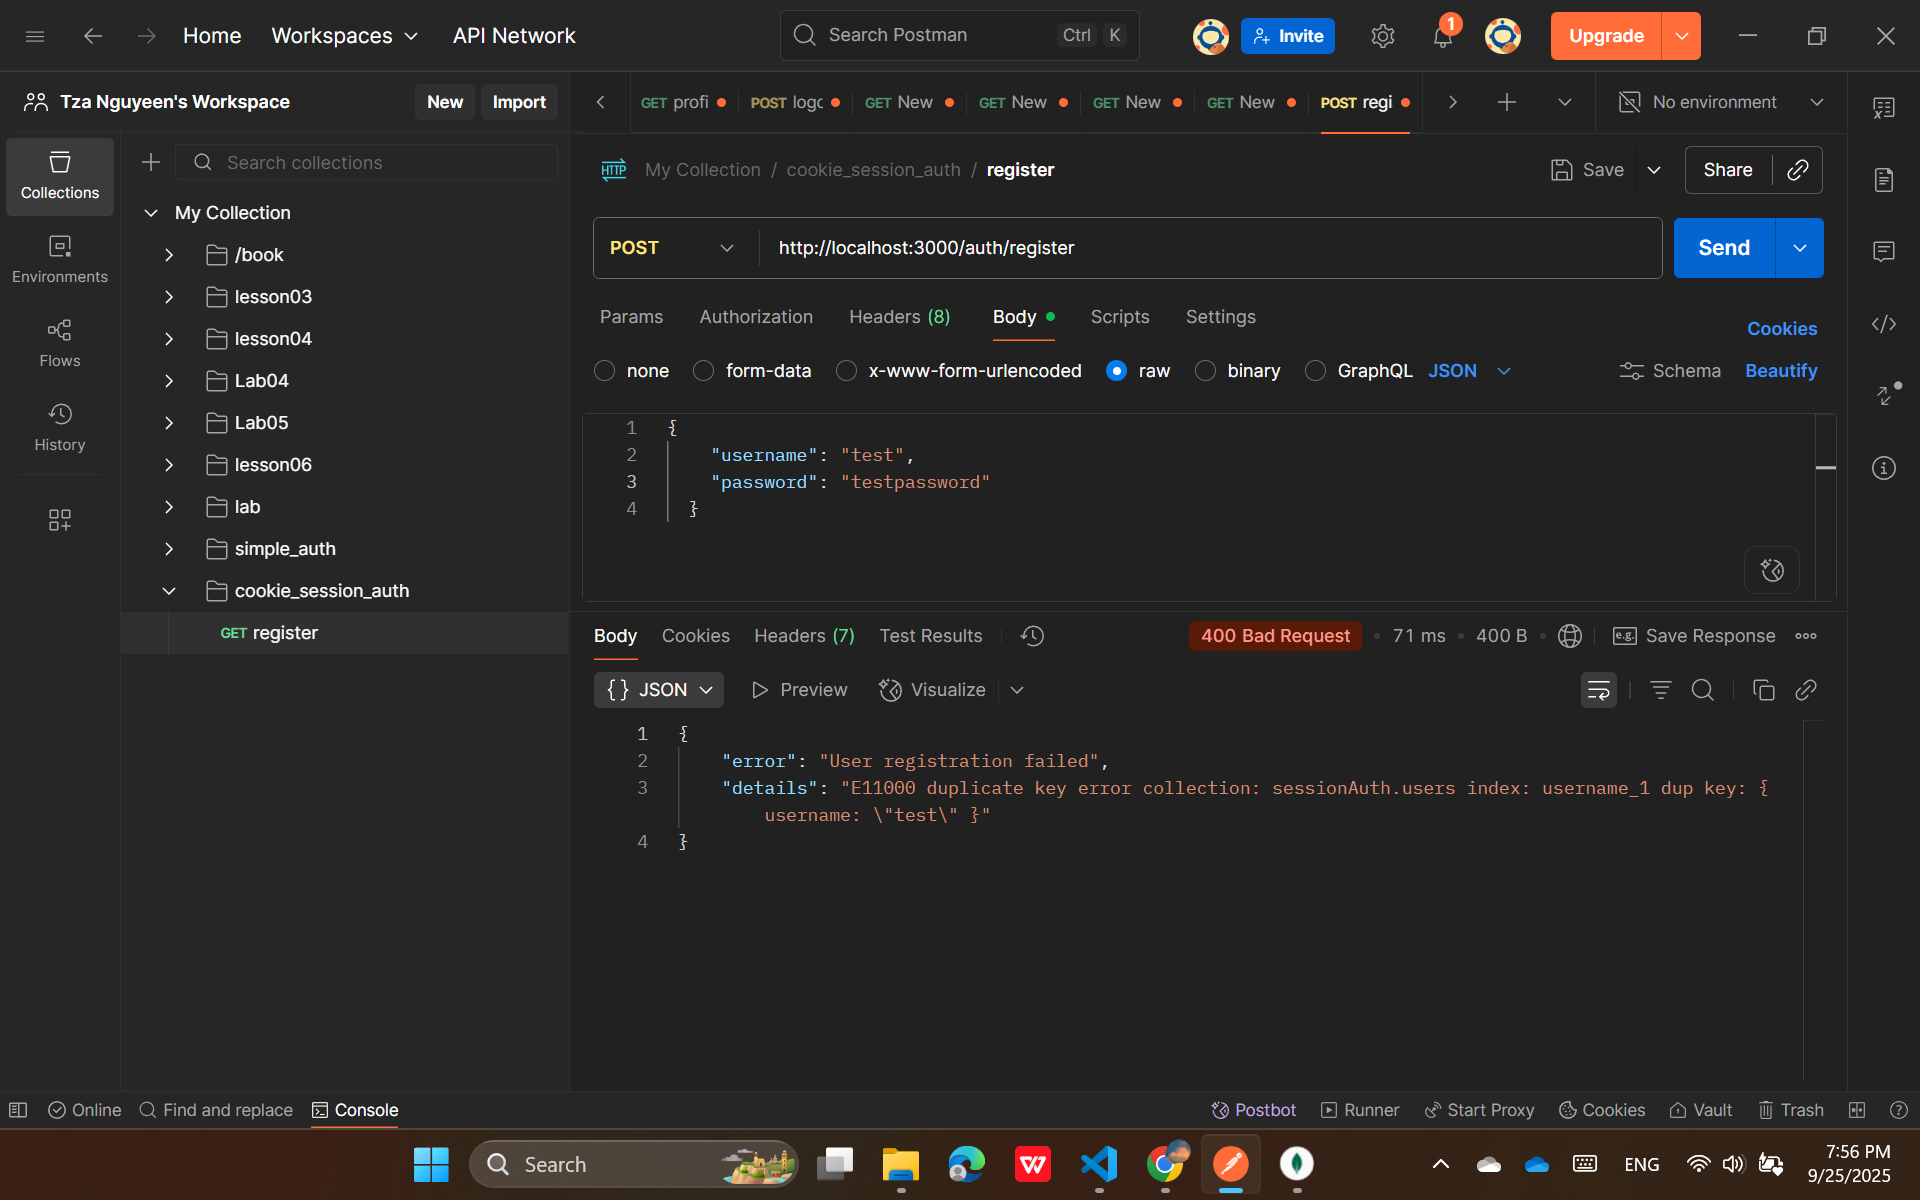 Home
Workspaces
API Network
Search Postman
Ctrl K
Invite
1
Upgrade
Tza Nguyeen's Workspace
New
Import
GET profi
POST logo
GET New
GET New
GET New
GET New
POST regi
No environment
Collections
Environments
Flows
History
Search collections
My Collection
/book
lesson03
lesson04
Lab04
Lab05
lesson06
lab
simple_auth
cookie_session_auth
GET register
HTTP
My Collection / cookie_session_auth / register
Save
Share
POST
http://localhost:3000/auth/register
Send
Params
Authorization
Headers (8)
Body
Scripts
Settings
Cookies
none
form-data
x-www-form-urlencoded
raw
binary
GraphQL
JSON
Schema
Beautify
1 {
2 "username": "test",
3 "password": "testpassword"
4 }
Body
Cookies
Headers (7)
Test Results
400 Bad Request
71 ms
400 B
e.g. Save Response
{} JSON
Preview
Visualize
1 {
2 "error": "User registration failed",
3 "details": "E11000 duplicate key error collection: sessionAuth.users index: username_1 dup key: {
username: \"test\" }"
4 }
Online
Find and replace
Console
Postbot
Runner
Start Proxy
Cookies
Vault
Trash
Search
W
ENG
7:56 PM
9/25/2025